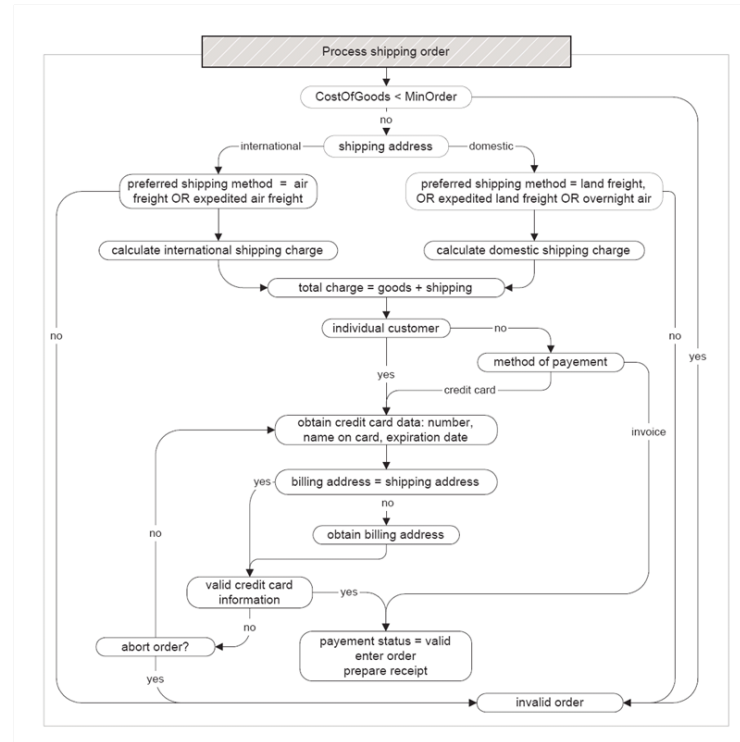 Process shipping order
CostOfGoods < MinOrder
no
international
shipping address
domestic
preferred shipping method = air
freight OR expedited air freight
preferred shipping method = land freight,
OR expedited land freight OR overnight air
calculate international shipping charge
calculate domestic shipping charge
total charge = goods + shipping
individual customer
no
no
no
yes
method of payement
yes
credit card
obtain credit card data: number,
name on card, expiration date
invoice
yes
billing address = shipping address
no
no
obtain billing address
valid credit card
information
yes
no
abort order?
payement status = valid
enter order
prepare receipt
yes
invalid order